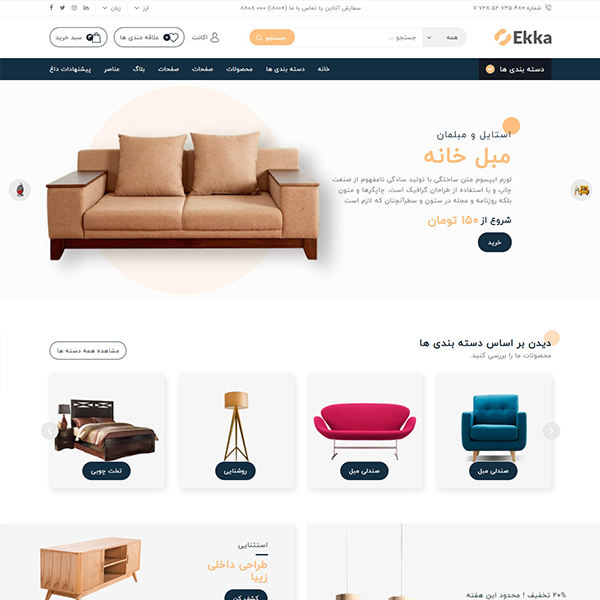 شماره:۴۸۰ ۷۳۵ ۵۲ ۷۲۸ ۷
سفارش آنلاین یا تماس با ما (۱۸۰۰۰) ۰۰۰ ۸۸۰۸
ارز
زبان
Ekka
همه
جستجو ...
جستجو
اکانت
علاقه مندی ها
سبد خرید
دسته بندی ها
خانه
دسته بندی ها
محصولات
صفحات
صفحات
بلاگ
عناصر
پیشنهادات داغ
استایل و مبلمان
مبل خانه
لورم ایپسوم متن ساختگی با تولید سادگی نامفهوم از صنعت
چاپ و با استفاده از طراحان گرافیک است. چاپگرها و متون
بلکه روزنامه و مجله در ستون و سطرآنچنان که لازم است
شروع از ۱۵۰ تومان
خرید
دیدن بر اساس دسته بندی ها
محصولات ما را بررسی کنید.
مشاهده همه دسته ها
صندلی مبل
صندلی مبل
روشنایی
تخت چوبی
استثنایی
طراحی داخلی
زیبا
کشف کن
۲۰% تخفیف ! محدود این هفته